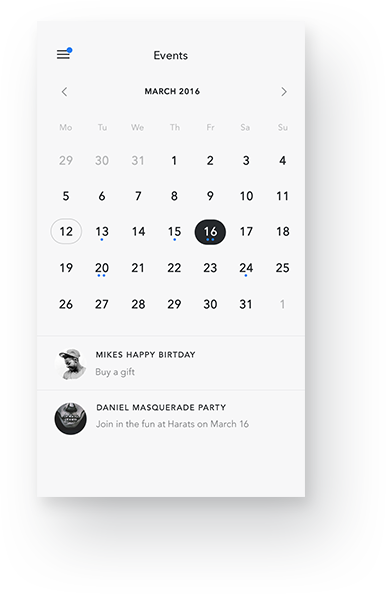 Events
MARCH 2016
Mo Tu We Th Fr Sa Su
29 30 31 1 2 3 4
5 6 7 8 9 10 11
12 13 14 15 16 17 18
19 20 21 22 23 24 25
26 27 28 29 30 31 1
MIKES HAPPY BIRTDAY
Buy a gift
DANIEL MASQUERADE PARTY
Join in the fun at Harats on March 16